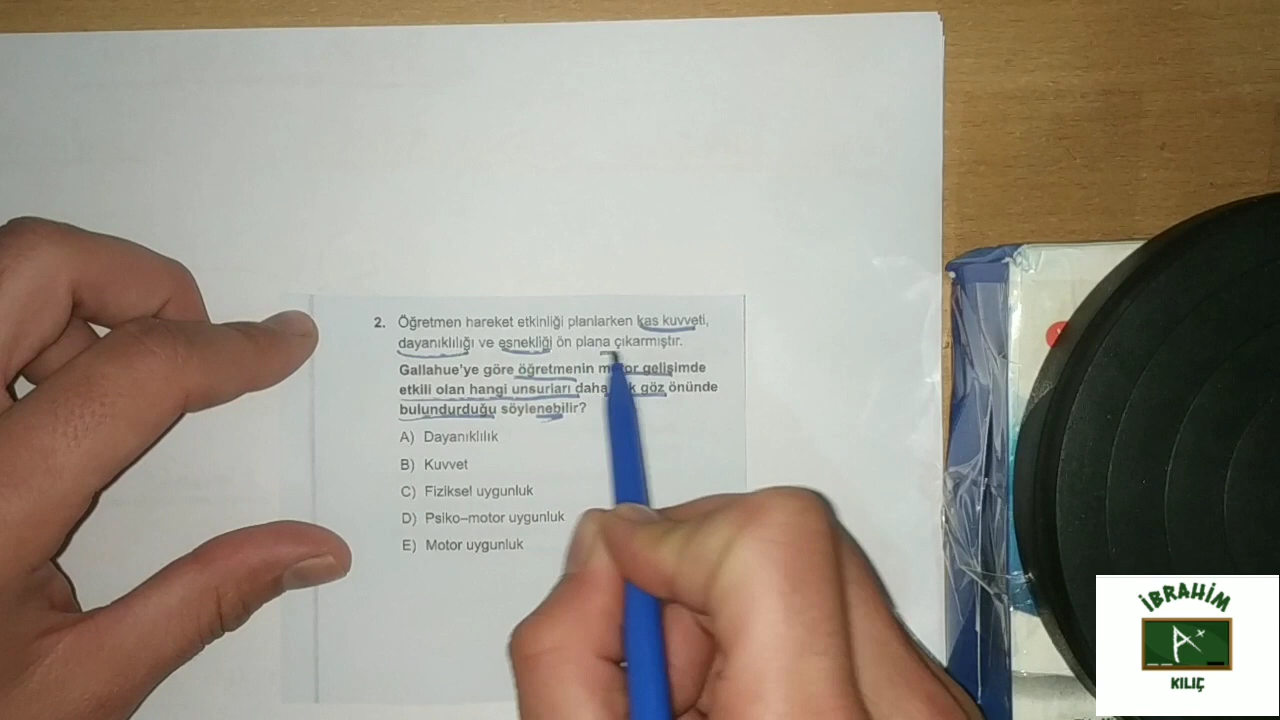 2. Öğretmen hareket etkinliği planlarken kas kuvveti,
dayanıklılığı ve esnekliği ön plana çıkarmıştır.
Gallahue'ye göre öğretmenin motor gelişimde
etkili olan hangi unsurları daha göz önünde
bulundurduğu söylenebilir?
A) Dayanıklılık
B) Kuvvet
C) Fiziksel uygunluk
D) Psiko–motor uygunluk
E) Motor uygunluk
İBRAHİM
A+
KILIÇ